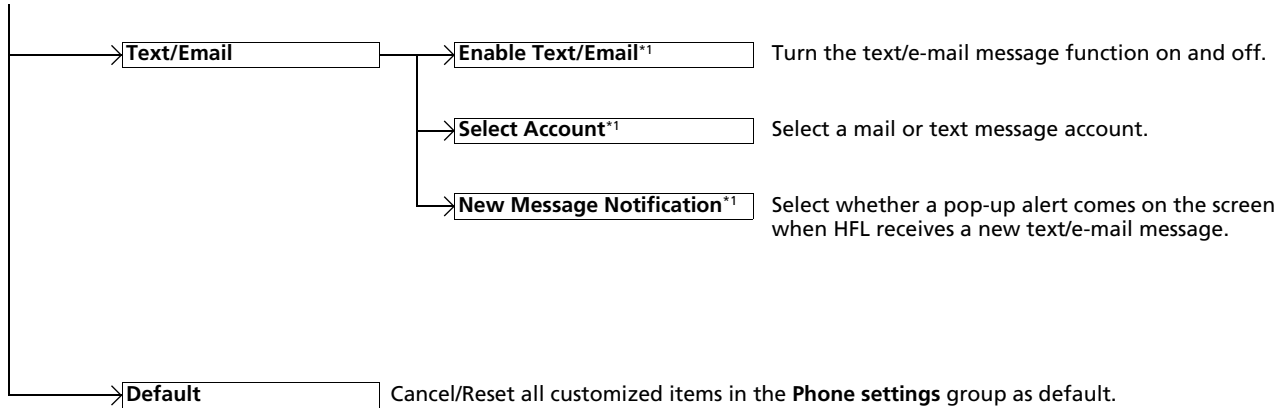 Text/Email
Enable Text/Email*1
Turn the text/e-mail message function on and off.
Select Account*1
Select a mail or text message account.
New Message Notification*1
Select whether a pop-up alert comes on the screen
when HFL receives a new text/e-mail message.
Default
Cancel/Reset all customized items in the Phone settings group as default.